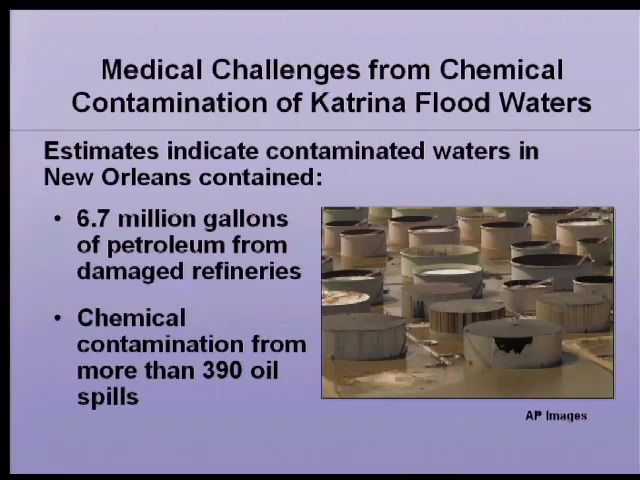 Medical Challenges from Chemical
Contamination of Katrina Flood Waters
Estimates indicate contaminated waters in
New Orleans contained:
• 6.7 million gallons
of petroleum from
damaged refineries
• Chemical
contamination from
more than 390 oil
spills
AP Images